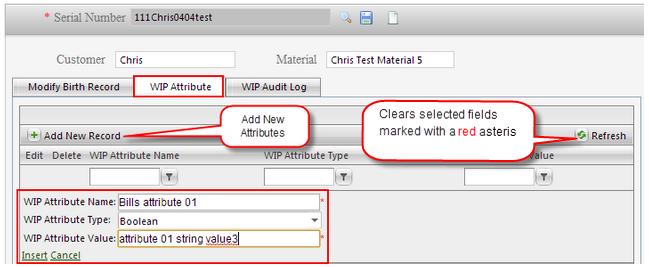 * Serial Number 111Chris0404test
Customer Chris Material Chris Test Material 5
Modify Birth Record WIP Attribute WIP Audit Log
Add New
Attributes
Clears selected fields
marked with a red asteris
Add New Record Refresh
Edit Delete WIP Attribute Name WIP Attribute Type Value
WIP Attribute Name: Bills attribute 01 *
WIP Attribute Type: Boolean
WIP Attribute Value: attribute 01 string value3 *
Insert Cancel